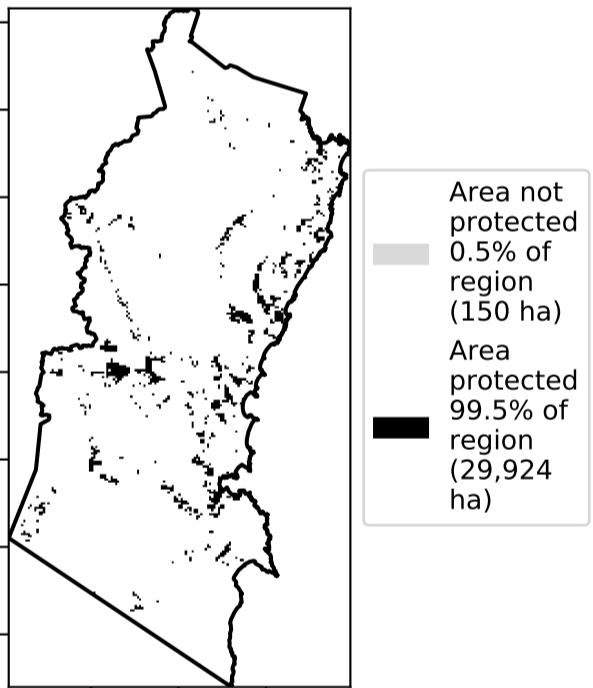 Area not
protected
0.5% of
region
(150 ha)
Area
protected
99.5% of
region
(29,924
ha)